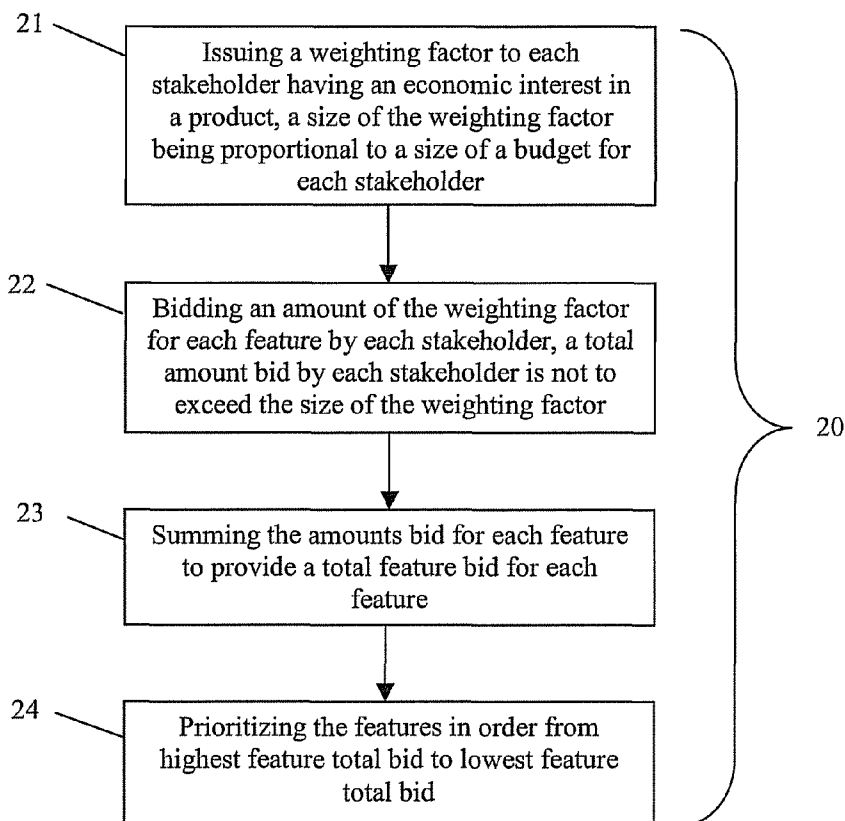 21
Issuing a weighting factor to each
stakeholder having an economic interest in
a product, a size of the weighting factor
being proportional to a size of a budget for
each stakeholder
22
Bidding an amount of the weighting factor
for each feature by each stakeholder, a total
amount bid by each stakeholder is not to
exceed the size of the weighting factor
20
23
Summing the amounts bid for each feature
to provide a total feature bid for each
feature
24
Prioritizing the features in order from
highest feature total bid to lowest feature
total bid